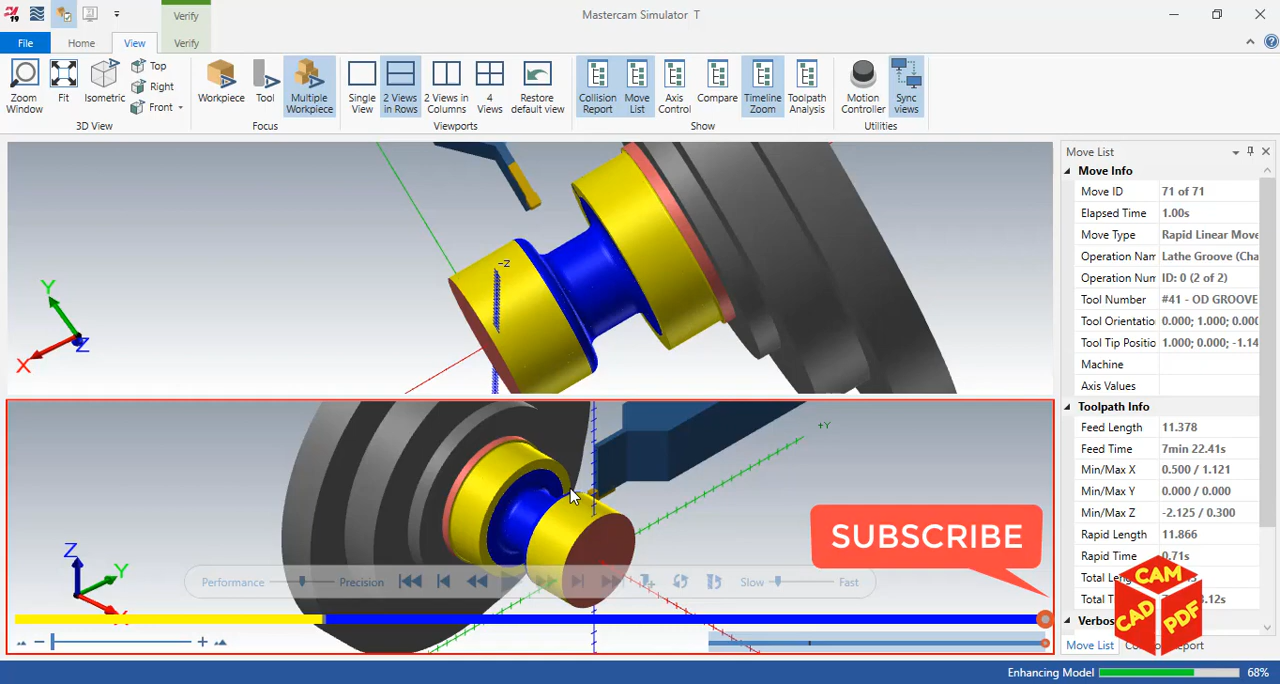 19
Verify
Mastercam Simulator T
File
Home
View
Verify
Zoom Window
Fit
Isometric
Top
Right
Front
3D View
Workpiece
Tool
Multiple Workpiece
Focus
Single View
2 Views in Rows
2 Views in Columns
4 Views
Restore default view
Viewports
Collision Report
Move List
Axis Control
Compare
Timeline Zoom
Toolpath Analysis
Show
Motion Controller
Sync views
Utilities
Move List
Move Info
Move ID 71 of 71
Elapsed Time 1.00s
Move Type Rapid Linear Move
Operation Nam Lathe Groove (Cha
Operation Num ID: 0 (2 of 2)
Tool Number #41 - OD GROOVE
Tool Orientatio 0.000; 1.000; 0.000
Tool Tip Positio 1.000; 0.000; -1.14
Machine
Axis Values
Toolpath Info
Feed Length 11.378
Feed Time 7min 22.41s
Min/Max X 0.500 / 1.121
Min/Max Y 0.000 / 0.000
Min/Max Z -2.125 / 0.300
Rapid Length 11.866
Rapid Time 0.71s
Verbos
Move List
Report
-Z
Y
X
Z
+Y
Z
Y
X
SUBSCRIBE
CAM
CAD
PDF
Performance
Precision
Slow
Fast
Enhancing Model
68%